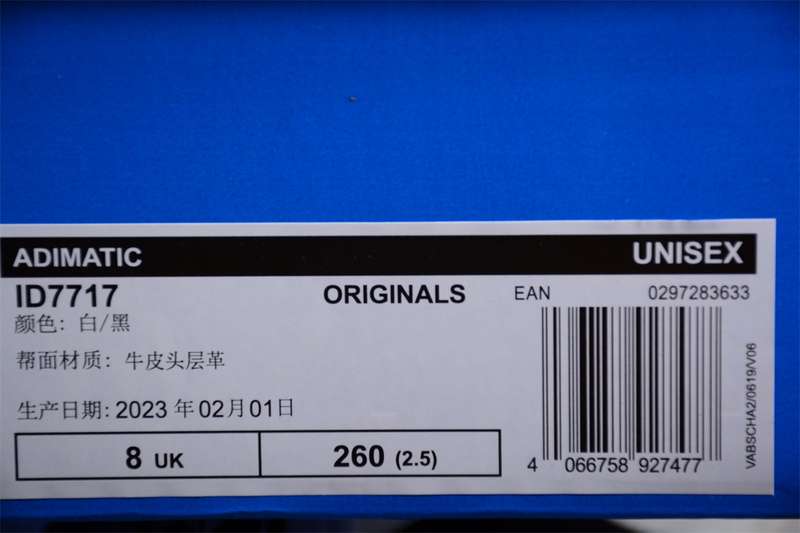 ADIMATIC UNISEX
ID7717 ORIGINALS EAN 0297283633
颜色: 白/黑
帮面材质: 牛皮头层革
生产日期: 2023 年 02 月 01 日
8 UK 260 (2.5)
4 066758 927477
VABSCHA2/0619/V06